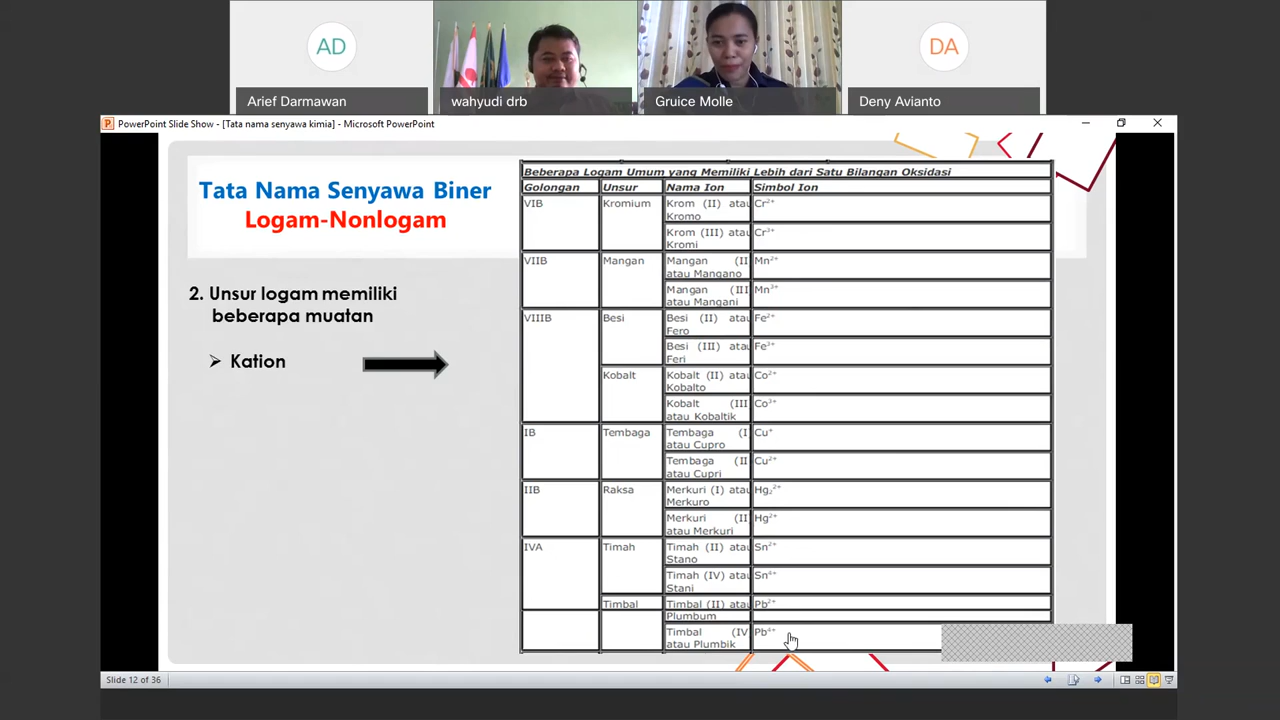 AD
DA
Arief Darmawan
wahyudi drb
Gruice Molle
Deny Avianto
PowerPoint Slide Show - [Tata nama senyawa kimia] - Microsoft PowerPoint
Tata Nama Senyawa Biner
Logam-Nonlogam
2. Unsur logam memiliki
beberapa muatan
➢ Kation
Beberapa Logam Umum yang Memiliki Lebih dari Satu Bilangan Oksidasi
Golongan Unsur Nama Ion Simbol Ion
VIB Kromium Krom (II) atau Cr²⁺
Kromo
Krom (III) atau Cr³⁺
Kromi
VIIB Mangan Mangan (II Mn²⁺
atau Mangano
Mangan (III Mn³⁺
atau Mangani
VIIIB Besi Besi (II) atau Fe²⁺
Fero
Besi (III) atau Fe³⁺
Feri
Kobalt Kobalt (II) atau Co²⁺
Kobalto
Kobalt (III Co³⁺
atau Kobaltik
IB Tembaga Tembaga (I Cu⁺
atau Cupro
Tembaga (II Cu²⁺
atau Cupri
IIB Raksa Merkuri (I) atau Hg₂²⁺
Merkuro
Merkuri (II Hg²⁺
atau Merkuri
IVA Timah Timah (II) atau Sn²⁺
Stano
Timah (IV) atau Sn⁴⁺
Stani
Timbal Timbal (II) atau Pb²⁺
Plumbum
Timbal (IV Pb⁴⁺
atau Plumbik
Slide 12 of 36